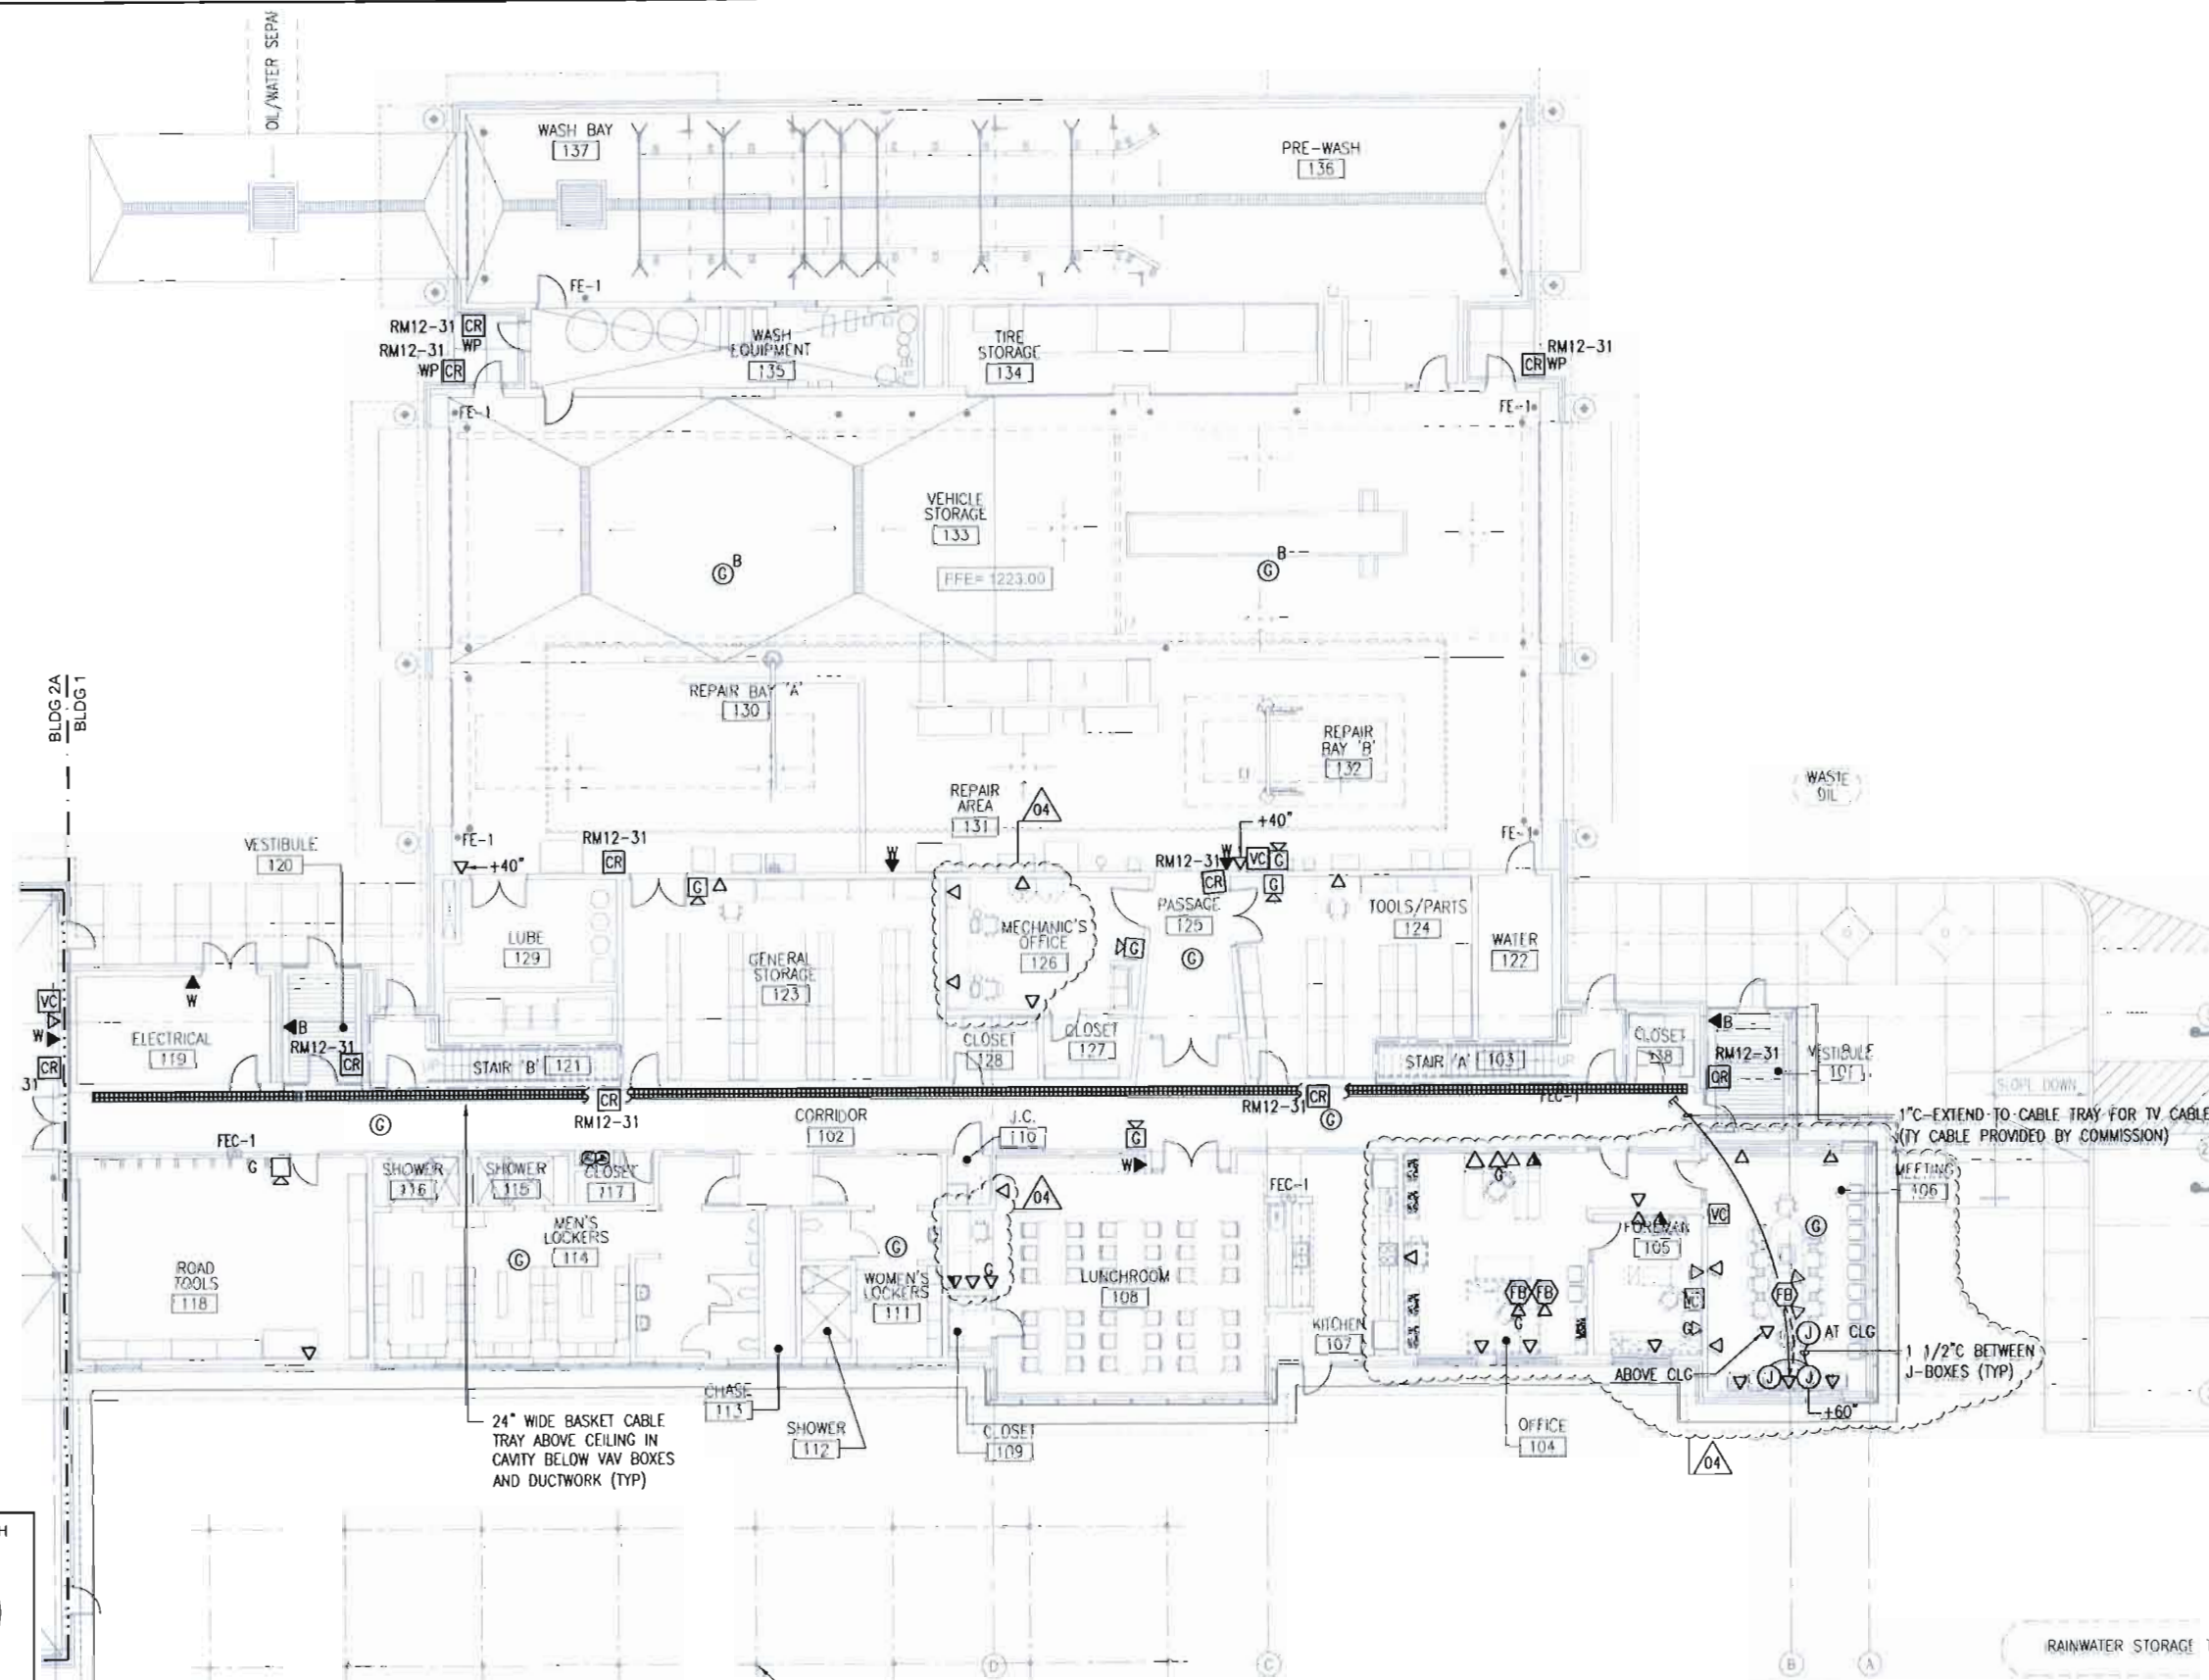 OIL/WATER SEPA
WASH BAY
137
PRE-WASH
136
FE-1
RM12-31 CR
WP
RM12-31
WP CR
WASH
EQUIPMENT
135
TIRE
STORAGE
134
RM12-31
CR WP
FE-1
FE-1
VEHICLE
STORAGE
133
G B
B
G
FFE= 1223.00
BLDG 2A
BLDG 1
REPAIR BAY 'A'
130
REPAIR
BAY 'B'
132
WASTE
OIL
REPAIR
AREA
131
04
+40"
VESTIBULE
120
FE-1
+40"
RM12-31
CR
W
RM12-31
W
VC G
CR
G
FE-1
G
LUBE
129
GENERAL
STORAGE
123
MECHANIC'S
OFFICE
126
G
PASSAGE
125
G
TOOLS/PARTS
124
WATER
122
VC
W
CR
31
W
ELECTRICAL
119
B
RM12-31
CR
STAIR 'B' 121
CLOSET
128
CLOSET
127
STAIR 'A' 103
UP
CLOSET
138
B
RM12-31
VESTIBULE
101
SLOPE DOWN
CR
RM12-31
CORRIDOR
102
J.C.
110
RM12-31 CR
G
FEC-1
1"C-EXTEND TO CABLE TRAY FOR TV CABLE
(TV CABLE PROVIDED BY COMMISSION)
G
FEC-1
G
SHOWER
116
SHOWER
115
CLOSET
117
G
W
04
FEC-1
G
MEETING
106
VC
G
MEN'S
LOCKERS
114
G
G
WOMEN'S
LOCKERS
111
G
LUNCHROOM
108
FOREMAN
105
ROAD
TOOLS
118
FB FB
G
FB
G
KITCHEN
107
J AT CLG
1 1/2"C BETWEEN
J-BOXES (TYP)
ABOVE CLG
J J
+60"
CHASE
113
SHOWER
112
CLOSET
109
OFFICE
104
04
24" WIDE BASKET CABLE
TRAY ABOVE CEILING IN
CAVITY BELOW VAV BOXES
AND DUCTWORK (TYP)
H
RAINWATER STORAGE T
D
C
B
A